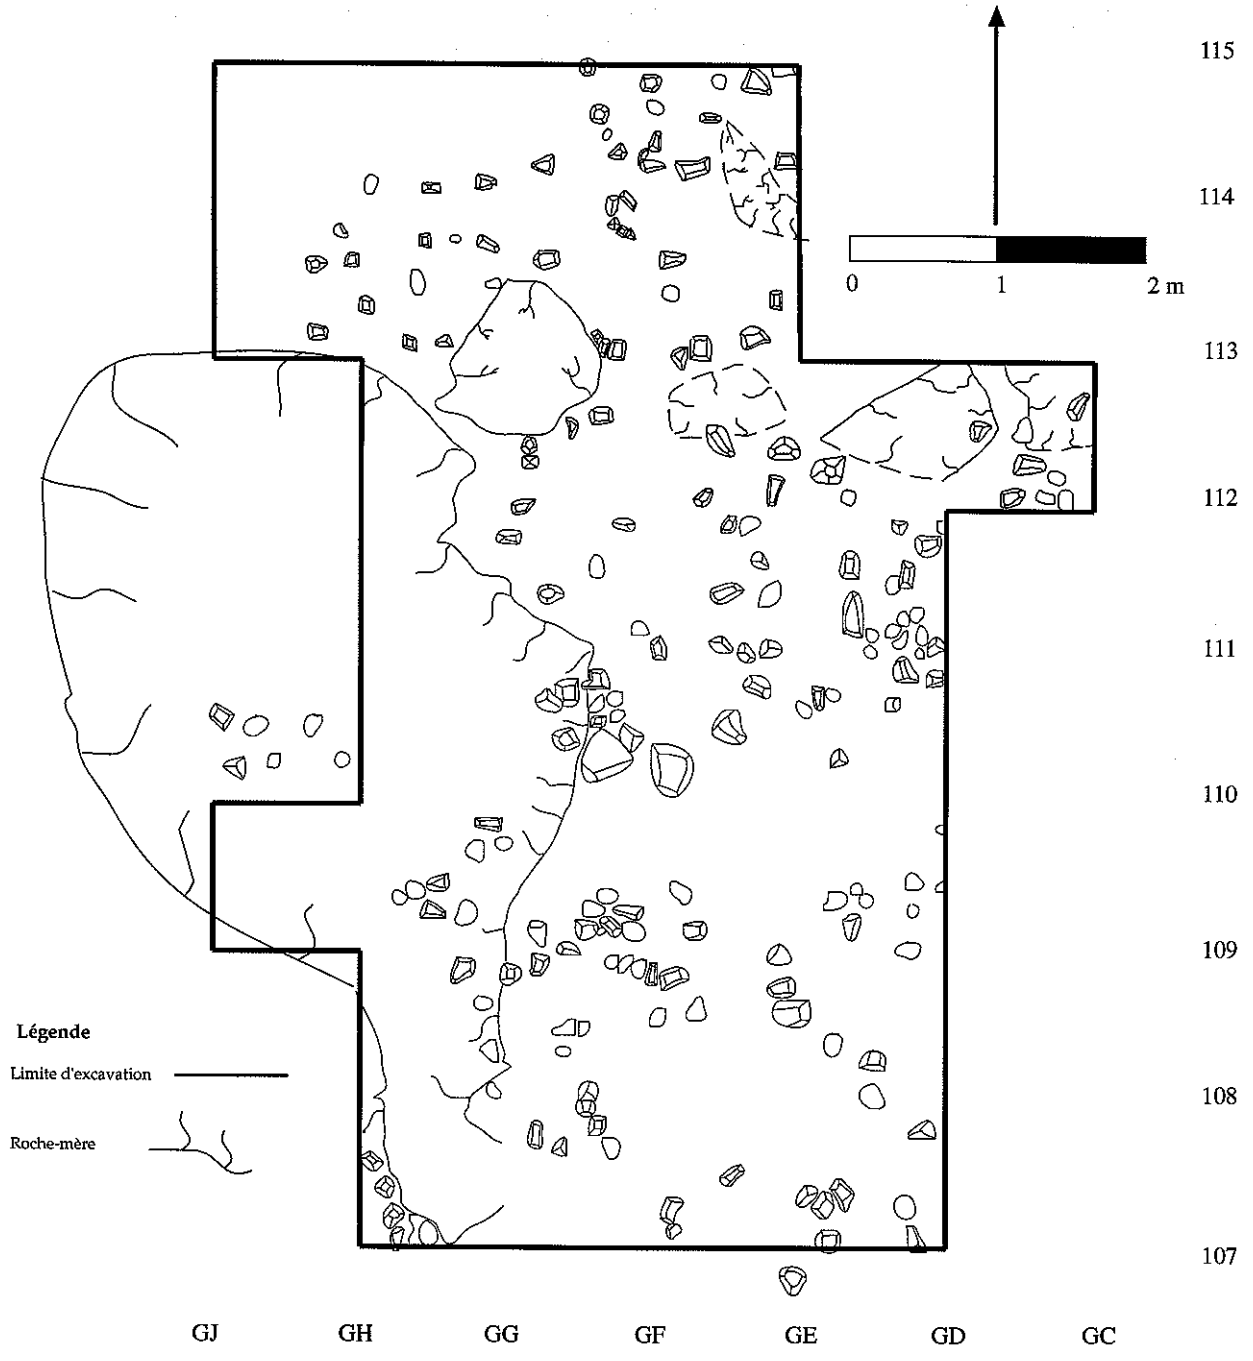 115
114
0 1 2 m
113
112
111
110
109
Légende
Limite d'excavation
108
Roche-mère
107
GJ GH GG GF GE GD GC